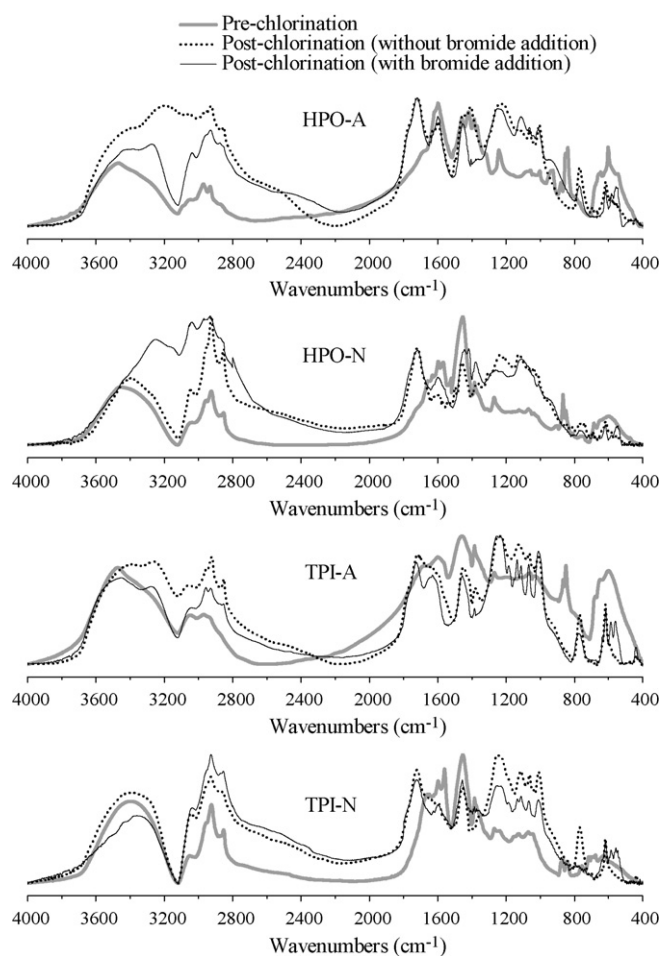 Pre-chlorination
Post-chlorination (without bromide addition)
Post-chlorination (with bromide addition)
HPO-A
4000 3600 3200 2800 2400 2000 1600 1200 800 400
Wavenumbers (cm⁻¹)
HPO-N
4000 3600 3200 2800 2400 2000 1600 1200 800 400
Wavenumbers (cm⁻¹)
TPI-A
4000 3600 3200 2800 2400 2000 1600 1200 800 400
Wavenumbers (cm⁻¹)
TPI-N
4000 3600 3200 2800 2400 2000 1600 1200 800 400
Wavenumbers (cm⁻¹)